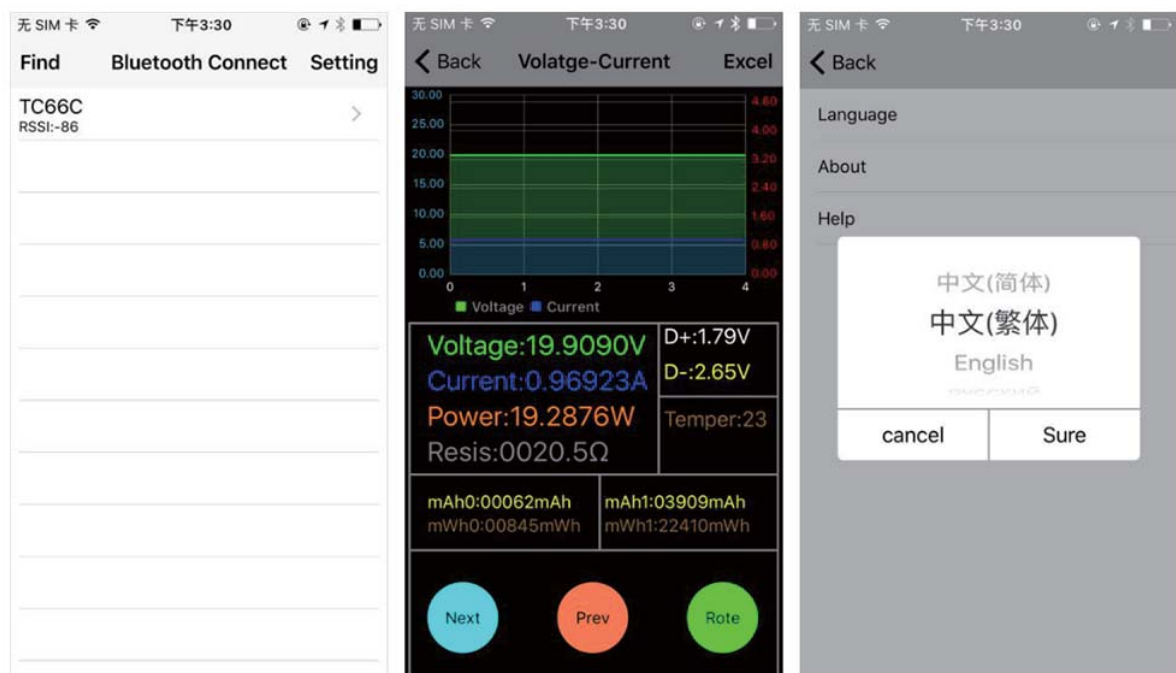 无 SIM 卡 下午3:30
Find Bluetooth Connect Setting
TC66C
RSSI:-86
无 SIM 卡 下午3:30
Back Volatge-Current Excel
30.00 4.60
25.00 4.00
20.00 3.20
15.00 2.40
10.00 1.60
5.00 0.80
0.00 0.00
0 1 2 3 4
Voltage Current
Voltage:19.9090V
Current:0.96923A
Power:19.2876W
Resis:0020.5Ω
D+:1.79V
D-:2.65V
Temper:23
mAh0:00062mAh
mWh0:00845mWh
mAh1:03909mAh
mWh1:22410mWh
Next Prev Rote
无 SIM 卡 下午3:30
Back
Language
About
Help
中文(简体)
中文(繁体)
English
cancel Sure